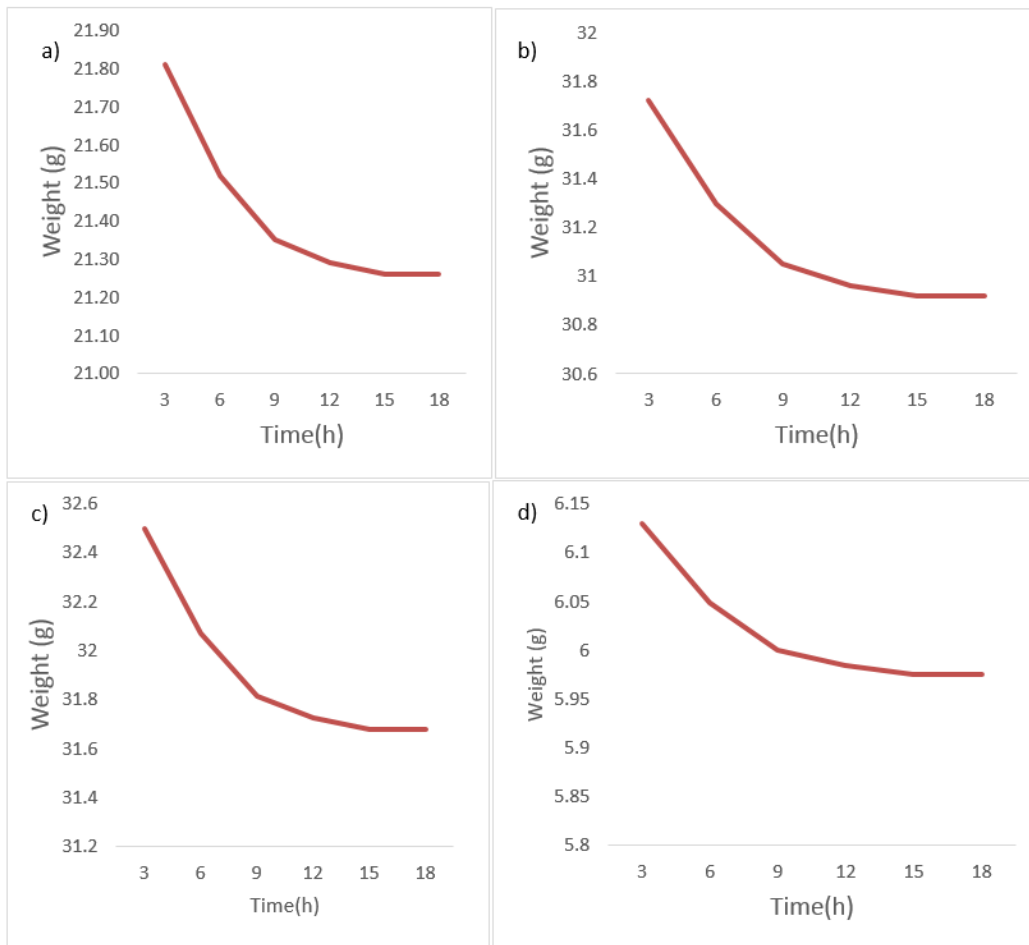 a)
Weight (g)
21.90
21.80
21.70
21.60
21.50
21.40
21.30
21.20
21.10
21.00
3 6 9 12 15 18
Time(h)
b)
Weight (g)
32
31.8
31.6
31.4
31.2
31
30.8
30.6
3 6 9 12 15 18
Time(h)
c)
Weight (g)
32.6
32.4
32.2
32
31.8
31.6
31.4
31.2
3 6 9 12 15 18
Time(h)
d)
Weight (g)
6.15
6.1
6.05
6
5.95
5.9
5.85
5.8
3 6 9 12 15 18
Time(h)